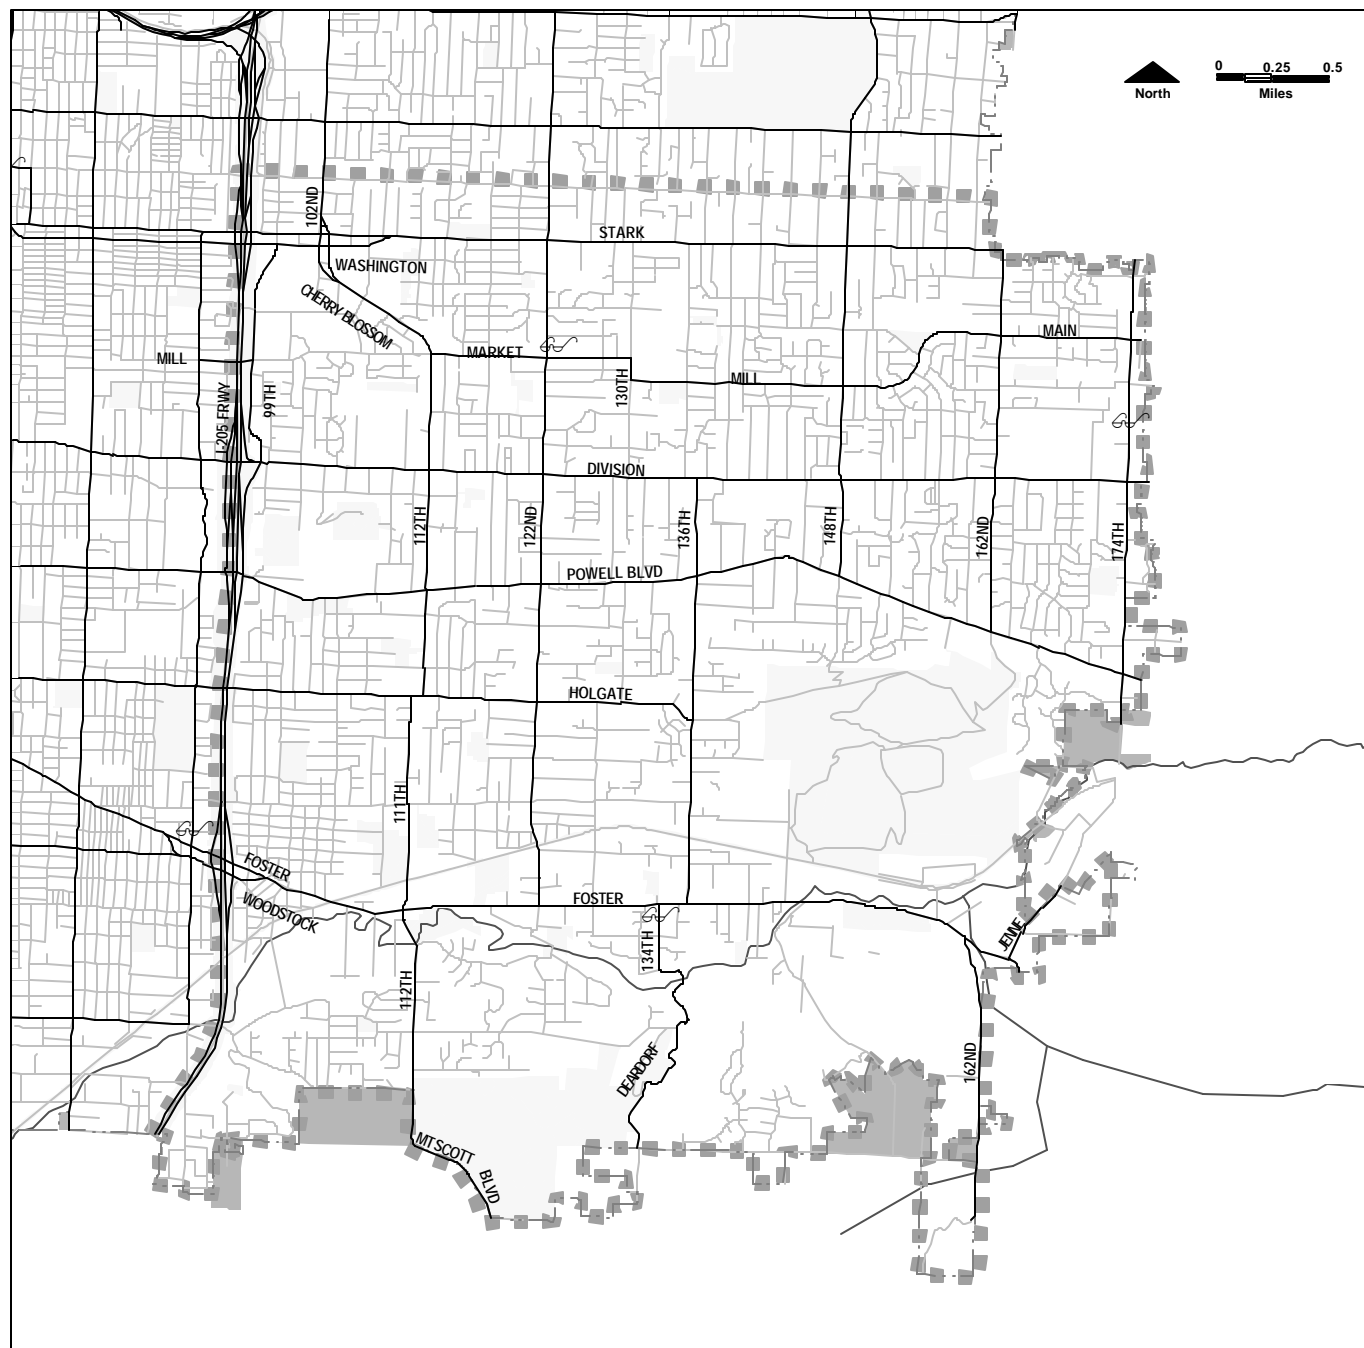 0 0.25 0.5
North Miles
102ND
STARK
WASHINGTON
CHERRY BLOSSOM
MAIN
MILL
MARKET
MILL
130TH
99TH
I-205 FRWY
DIVISION
112TH
122ND
136TH
148TH
162ND
174TH
POWELL BLVD
HOLGATE
111TH
FOSTER
WOODSTOCK
FOSTER
JENNE
134TH
112TH
DEARDORF
162ND
MT SCOTT
BLVD